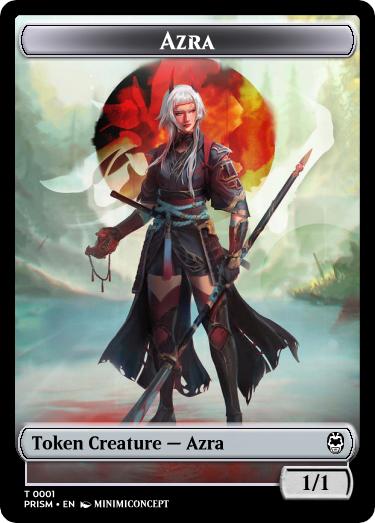 Azra
Token Creature — Azra
1/1
T 0001
PRISM • EN MINIMICONCEPT